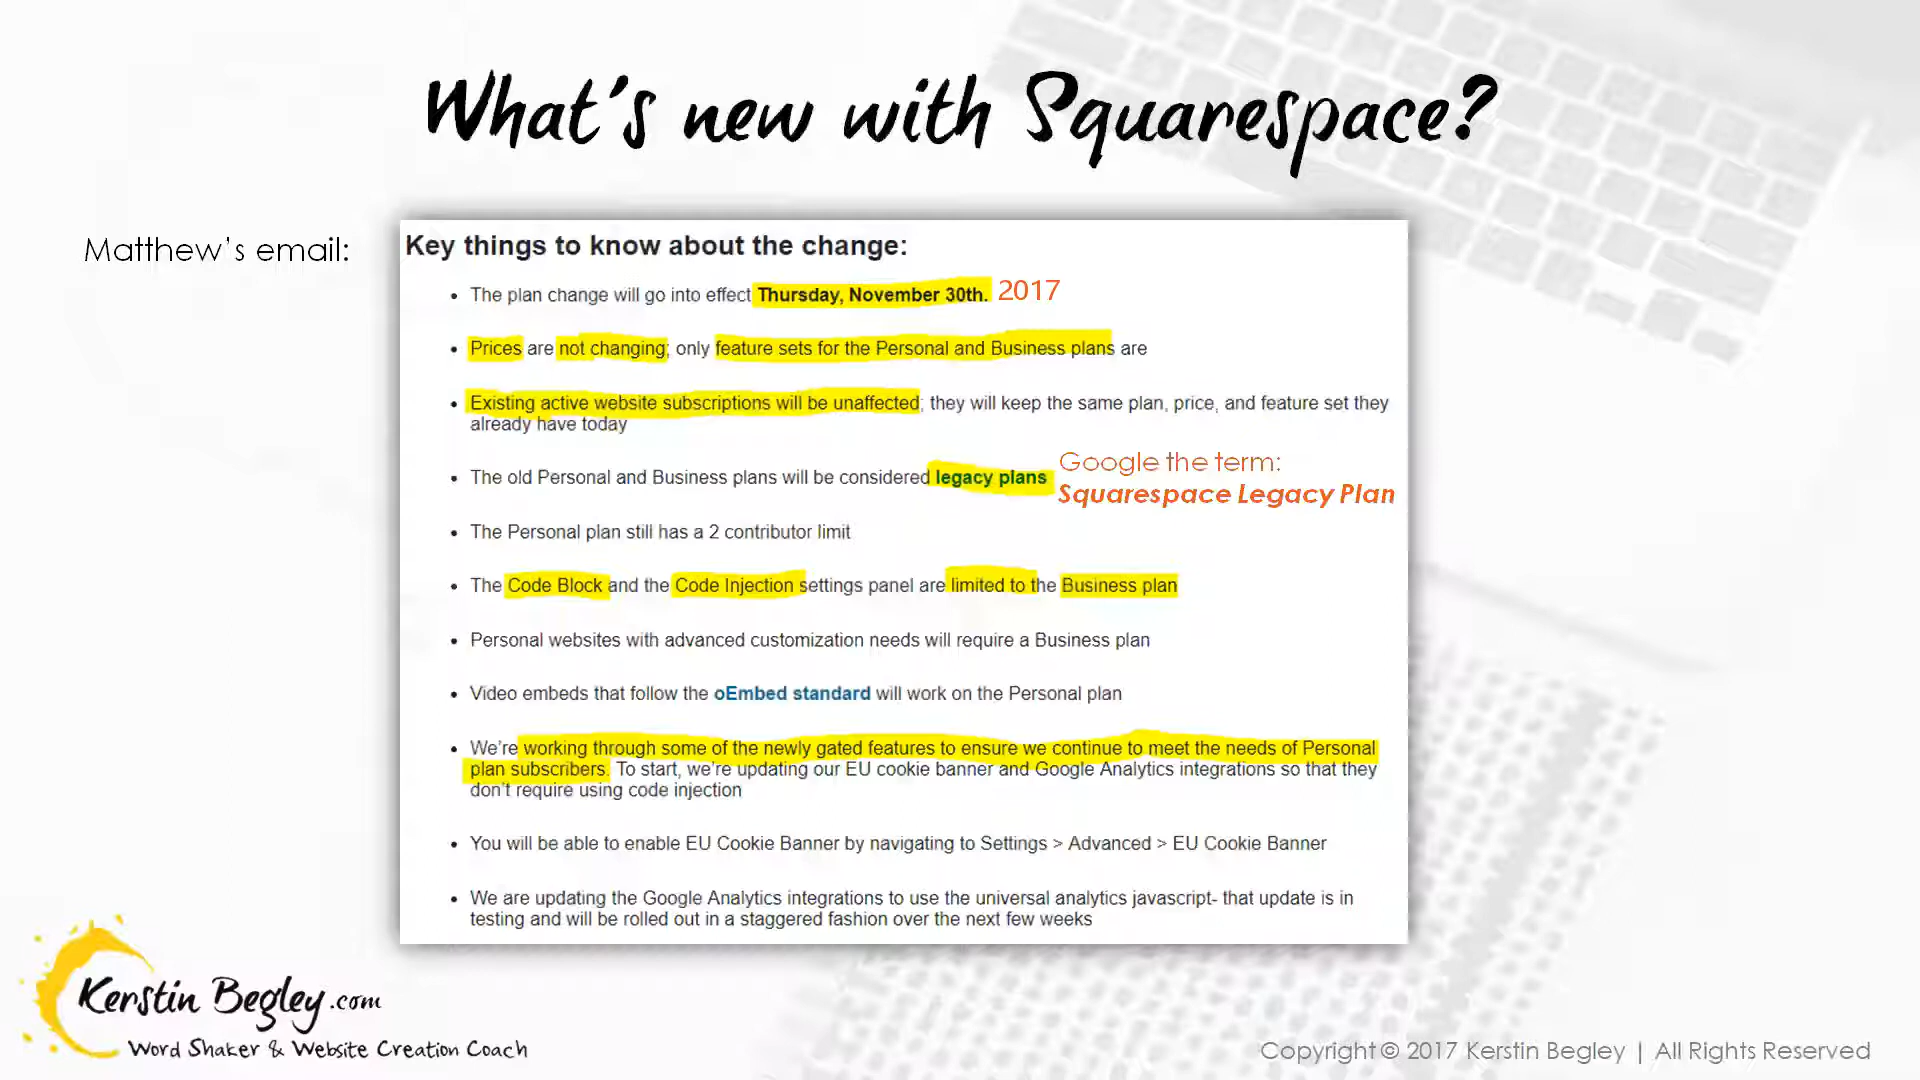 What's new with Squarespace?
Matthew's email:
Key things to know about the change:
• The plan change will go into effect Thursday, November 30th. 2017
• Prices are not changing; only feature sets for the Personal and Business plans are
• Existing active website subscriptions will be unaffected; they will keep the same plan, price, and feature set they
already have today
• The old Personal and Business plans will be considered legacy plans
Google the term:
Squarespace Legacy Plan
• The Personal plan still has a 2 contributor limit
• The Code Block and the Code Injection settings panel are limited to the Business plan
• Personal websites with advanced customization needs will require a Business plan
• Video embeds that follow the oEmbed standard will work on the Personal plan
• We're working through some of the newly gated features to ensure we continue to meet the needs of Personal
plan subscribers. To start, we're updating our EU cookie banner and Google Analytics integrations so that they
don't require using code injection
• You will be able to enable EU Cookie Banner by navigating to Settings > Advanced > EU Cookie Banner
• We are updating the Google Analytics integrations to use the universal analytics javascript- that update is in
testing and will be rolled out in a staggered fashion over the next few weeks
Kerstin Begley.com
Word Shaker & Website Creation Coach
Copyright © 2017 Kerstin Begley | All Rights Reserved